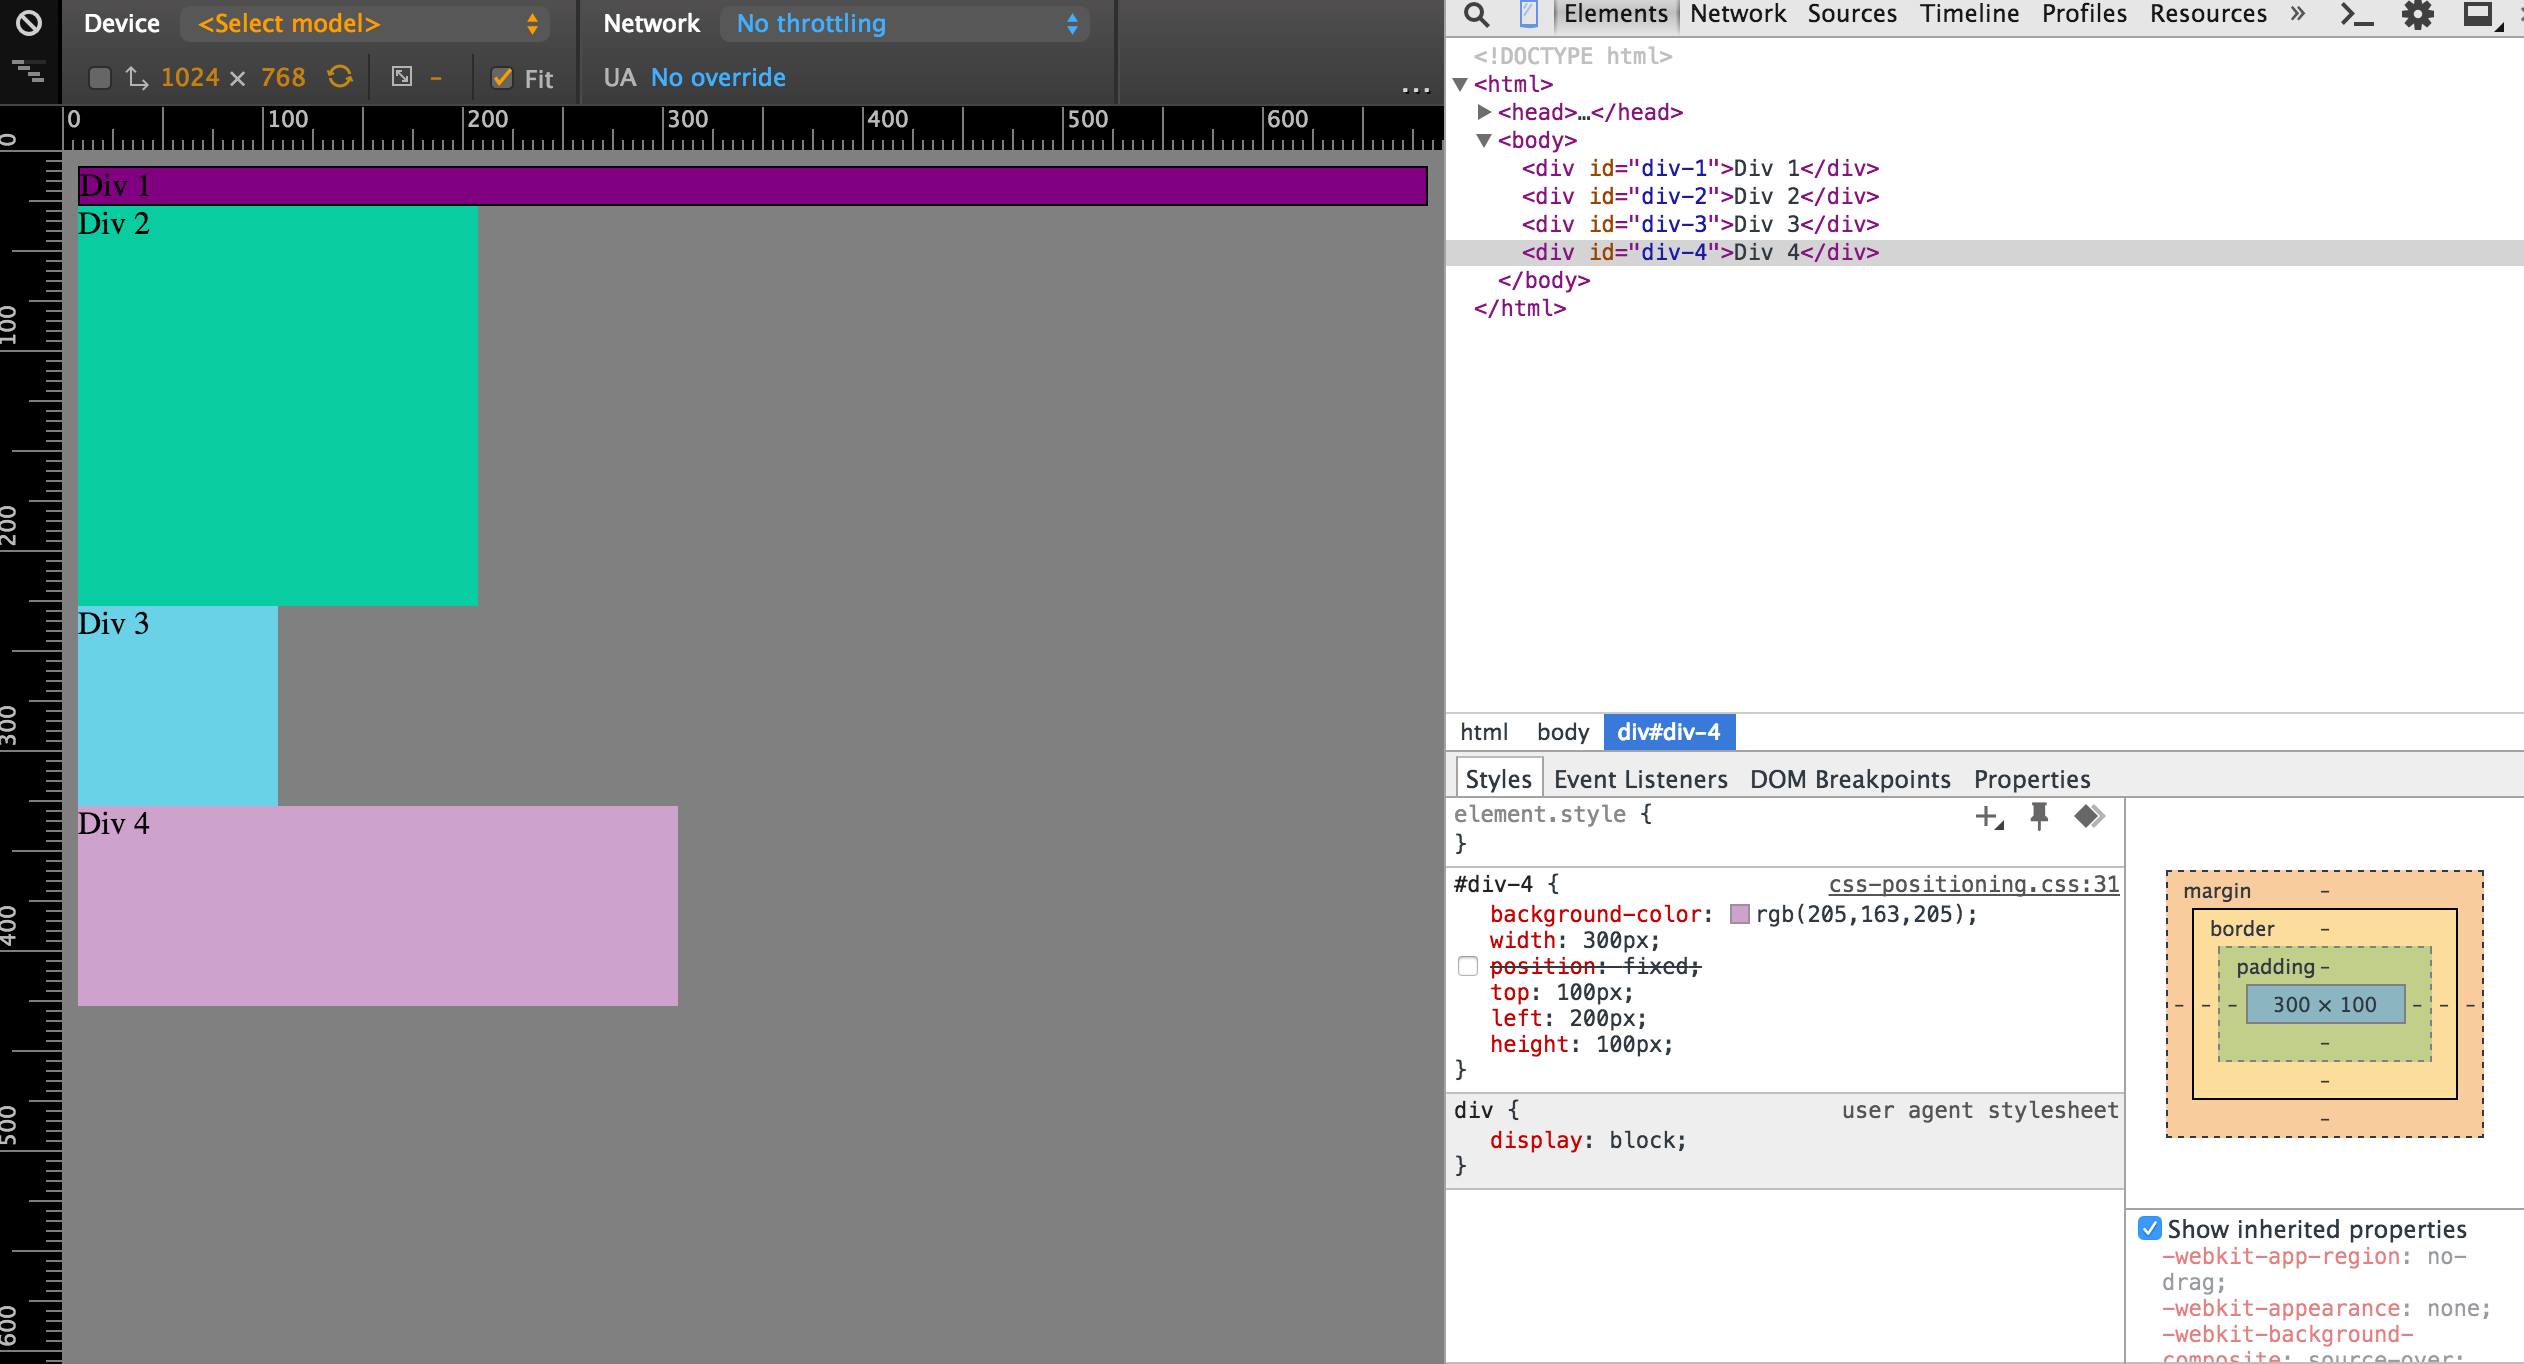 Device <Select model> Network No throttling
1024 × 768 – Fit UA No override ...
0 100 200 300 400 500 600
0
100
200
300
400
500
600
Div 1
Div 2
Div 3
Div 4
Elements Network Sources Timeline Profiles Resources »
<!DOCTYPE html>
<html>
<head>…</head>
<body>
<div id="div-1">Div 1</div>
<div id="div-2">Div 2</div>
<div id="div-3">Div 3</div>
<div id="div-4">Div 4</div>
</body>
</html>
html body div#div-4
Styles Event Listeners DOM Breakpoints Properties
element.style {
}
#div-4 { css-positioning.css:31
background-color: rgb(205,163,205);
width: 300px;
position: fixed;
top: 100px;
left: 200px;
height: 100px;
}
div { user agent stylesheet
display: block;
}
margin –
border –
padding –
– – – 300 × 100 – – –
–
–
–
Show inherited properties
-webkit-app-region: no-
drag;
-webkit-appearance: none;
-webkit-background-
composite: source-over;